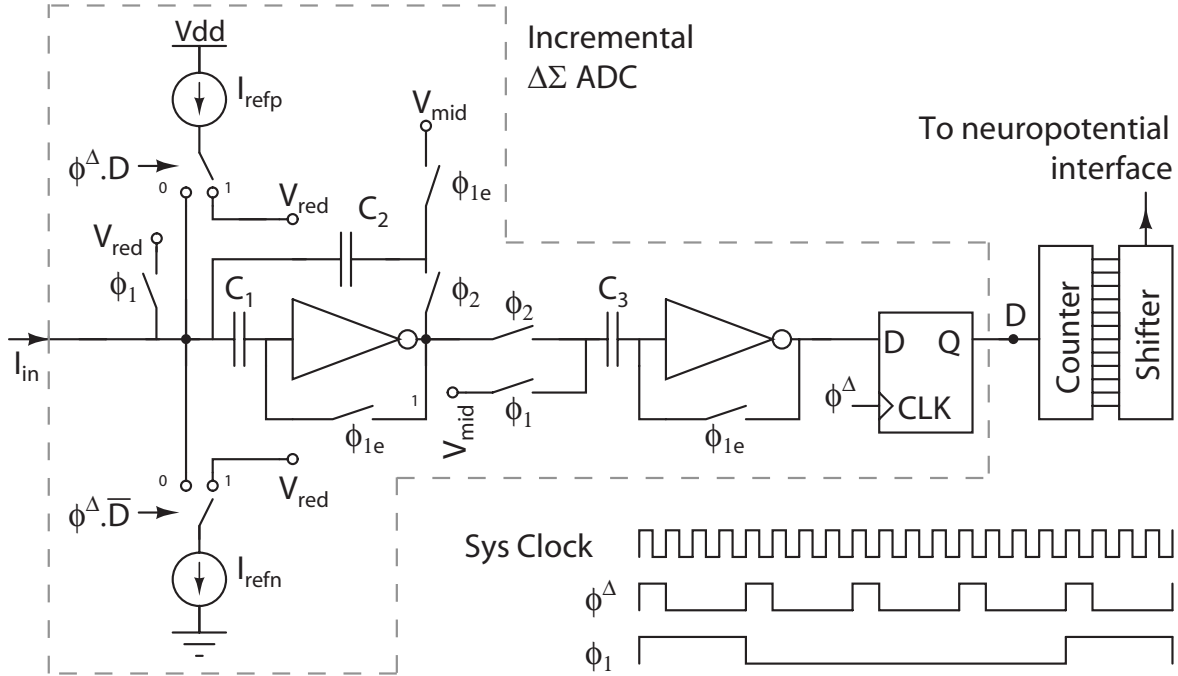 Vdd
I_refp
Incremental
ΔΣ ADC
V_mid
To neuropotential
interface
ϕ^Δ.D
0
1
V_red
ϕ_1e
C_2
V_red
ϕ_1
C_1
ϕ_2
ϕ_2
C_3
I_in
D
Q
CLK
ϕ^Δ
D
Counter
Shifter
1
ϕ_1e
V_mid
ϕ_1
ϕ_1e
0
1
V_red
ϕ^Δ.D̅
I_refn
Sys Clock
ϕ^Δ
ϕ_1